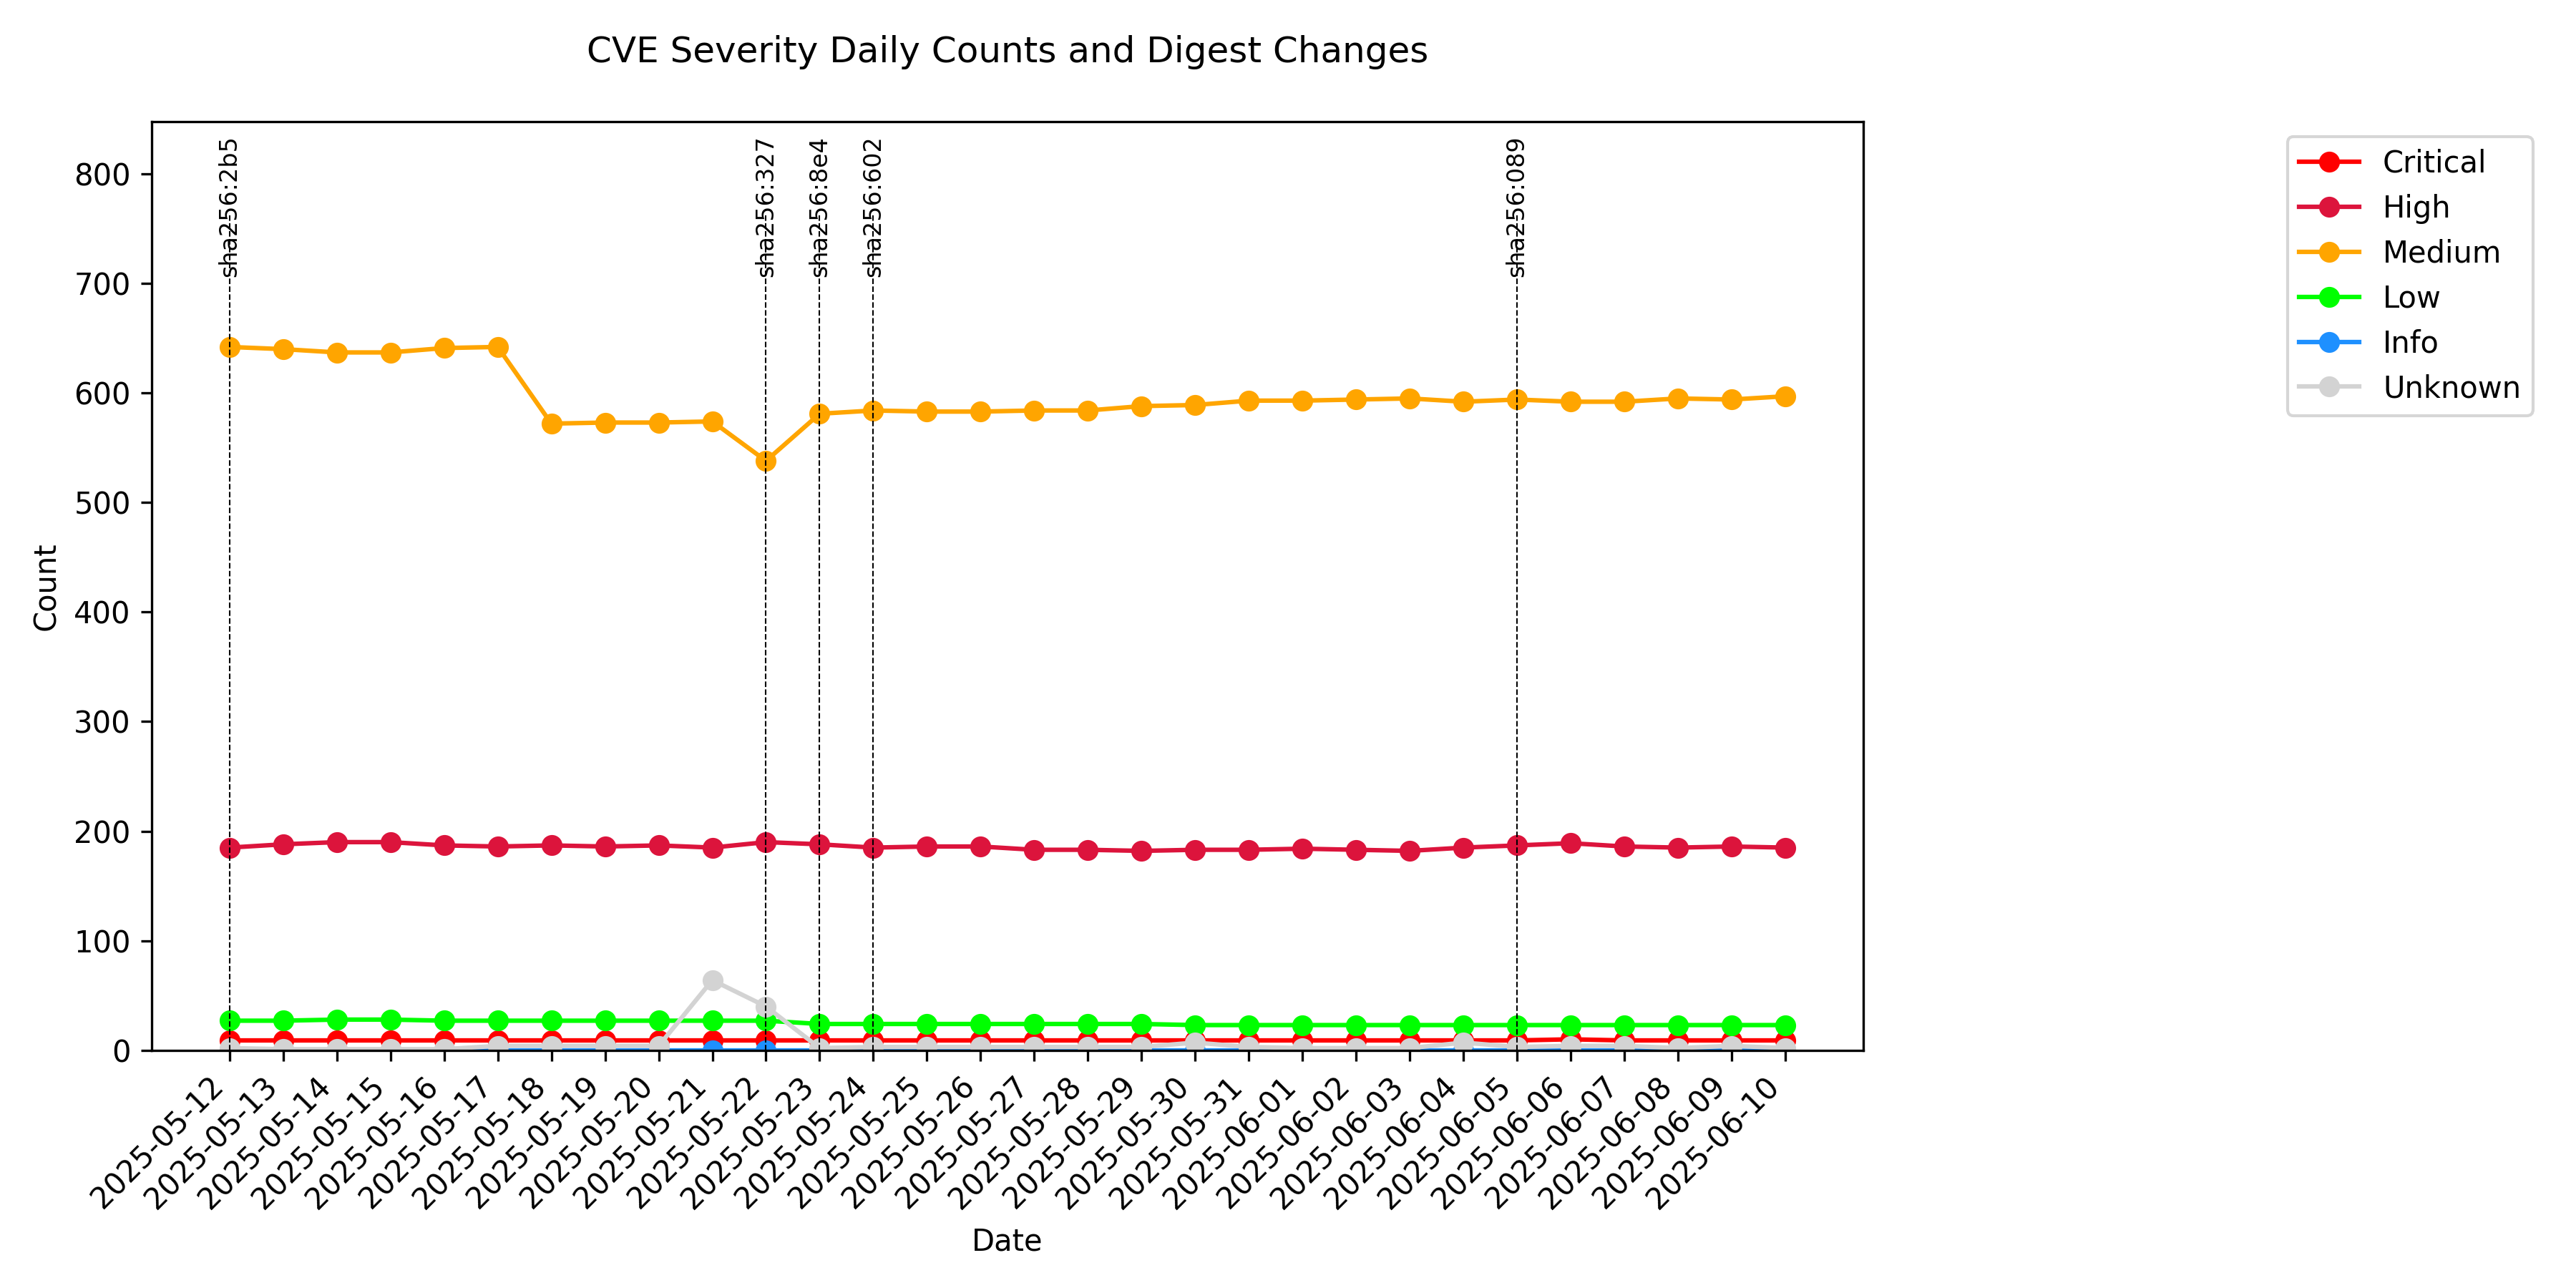 CVE Severity Daily Counts and Digest Changes
sha256:2b5
sha256:327
sha256:8e4
sha256:602
sha256:089
Critical
High
Medium
Low
Info
Unknown
800
700
600
500
400
300
200
100
0
Count
2025-05-12
2025-05-13
2025-05-14
2025-05-15
2025-05-16
2025-05-17
2025-05-18
2025-05-19
2025-05-20
2025-05-21
2025-05-22
2025-05-23
2025-05-24
2025-05-25
2025-05-26
2025-05-27
2025-05-28
2025-05-29
2025-05-30
2025-05-31
2025-06-01
2025-06-02
2025-06-03
2025-06-04
2025-06-05
2025-06-06
2025-06-07
2025-06-08
2025-06-09
2025-06-10
Date